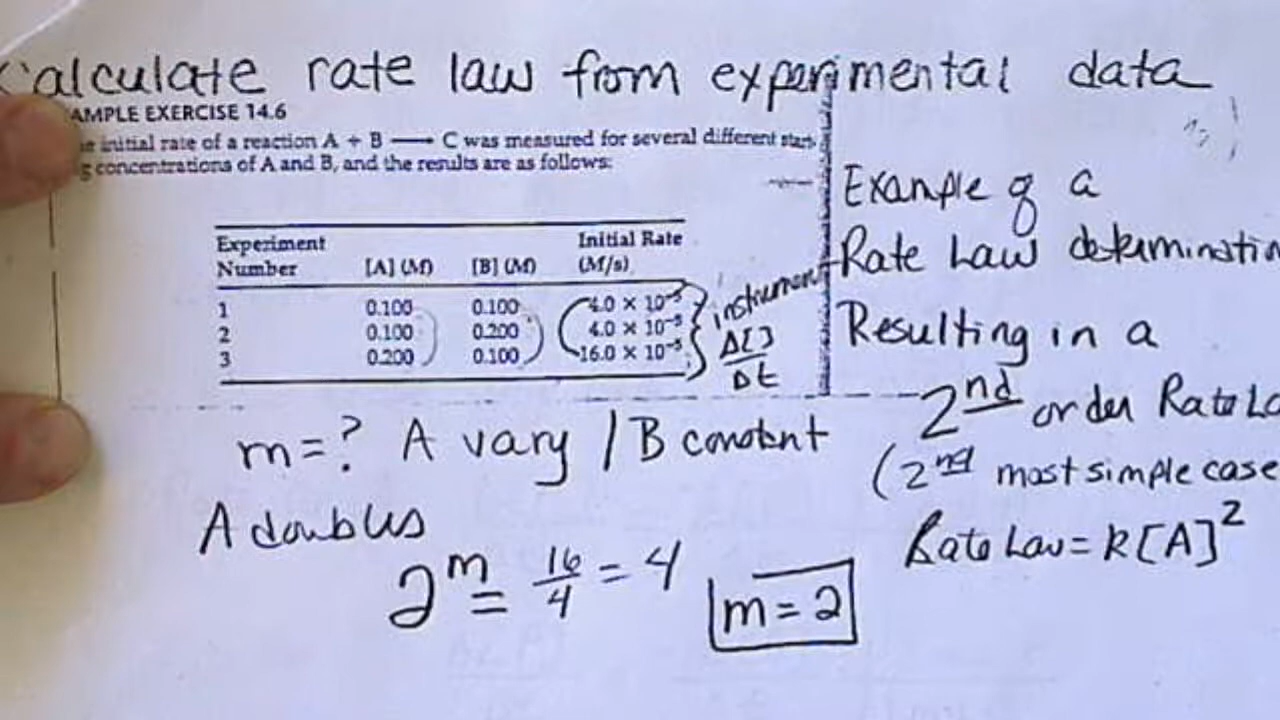 Calculate rate law from experimental data
AMPLE EXERCISE 14.6
initial rate of a reaction A + B → C was measured for several different start-
concentrations of A and B, and the results are as follows:
Experiment Number [A] (M) [B] (M) Initial Rate (M/s)
1 0.100 0.100 4.0 × 10⁻⁵
2 0.100 0.200 4.0 × 10⁻⁵
3 0.200 0.100 16.0 × 10⁻⁵
instrument
Δ[]
Δt
Example of a
Rate Law determination
Resulting in a
2nd order Rate La
(2nd most simple case
Rate Law = k[A]²
m=? A vary / B constant
A doubles
2^m = 16/4 = 4
m = 2